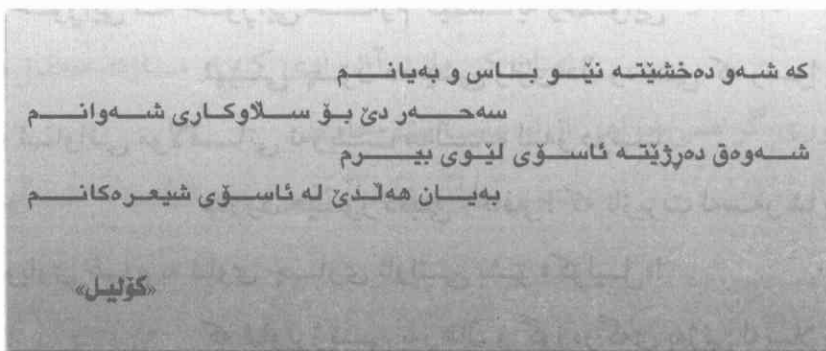 که شەو دەخشێتە نێو باس و بەیانم
سەحەر دێ بۆ سلاوکاری شەوانم
شەوەق دەرژێتە ئاسۆی لێوی بیرم
بەیان هەڵدێ لە ئاسۆی شیعرەکانم
«کۆلیل»